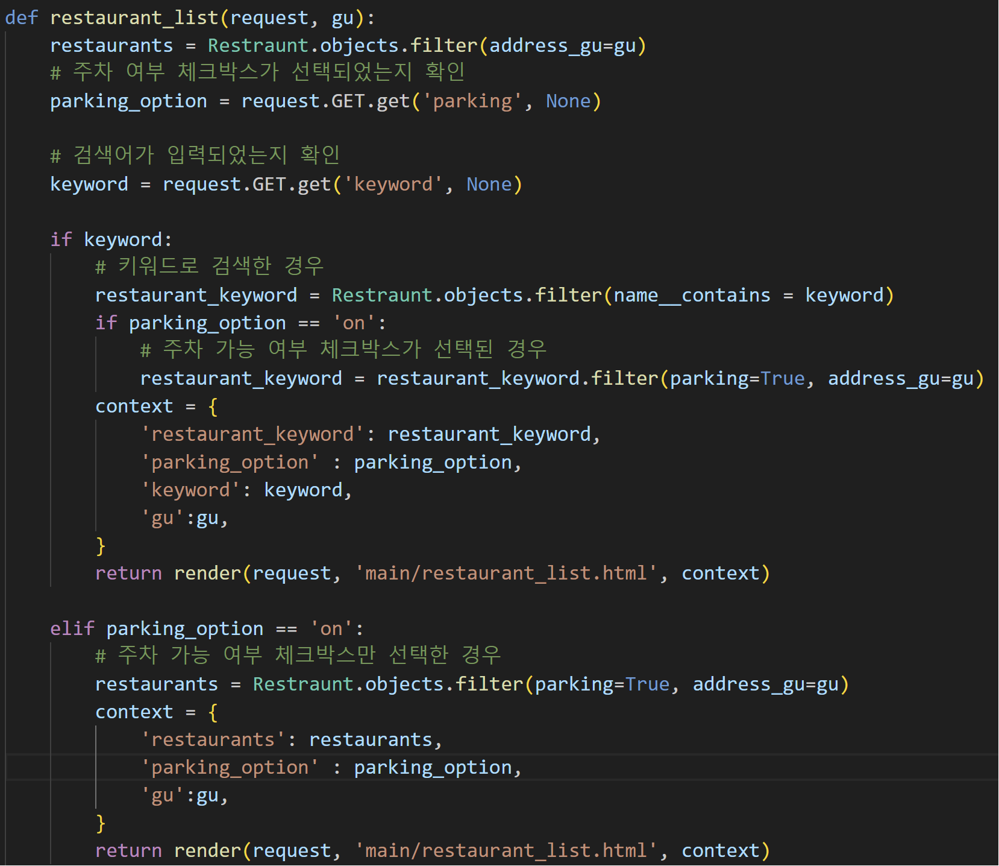 def restaurant_list(request, gu):
    restaurants = Restraunt.objects.filter(address_gu=gu)
    # 주차 여부 체크박스가 선택되었는지 확인
    parking_option = request.GET.get('parking', None)

    # 검색어가 입력되었는지 확인
    keyword = request.GET.get('keyword', None)

    if keyword:
        # 키워드로 검색한 경우
        restaurant_keyword = Restraunt.objects.filter(name__contains = keyword)
        if parking_option == 'on':
            # 주차 가능 여부 체크박스가 선택된 경우
            restaurant_keyword = restaurant_keyword.filter(parking=True, address_gu=gu)
        context = {
            'restaurant_keyword': restaurant_keyword,
            'parking_option' : parking_option,
            'keyword': keyword,
            'gu':gu,
        }
        return render(request, 'main/restaurant_list.html', context)

    elif parking_option == 'on':
        # 주차 가능 여부 체크박스만 선택한 경우
        restaurants = Restraunt.objects.filter(parking=True, address_gu=gu)
        context = {
            'restaurants': restaurants,
            'parking_option' : parking_option,
            'gu':gu,
        }
        return render(request, 'main/restaurant_list.html', context)